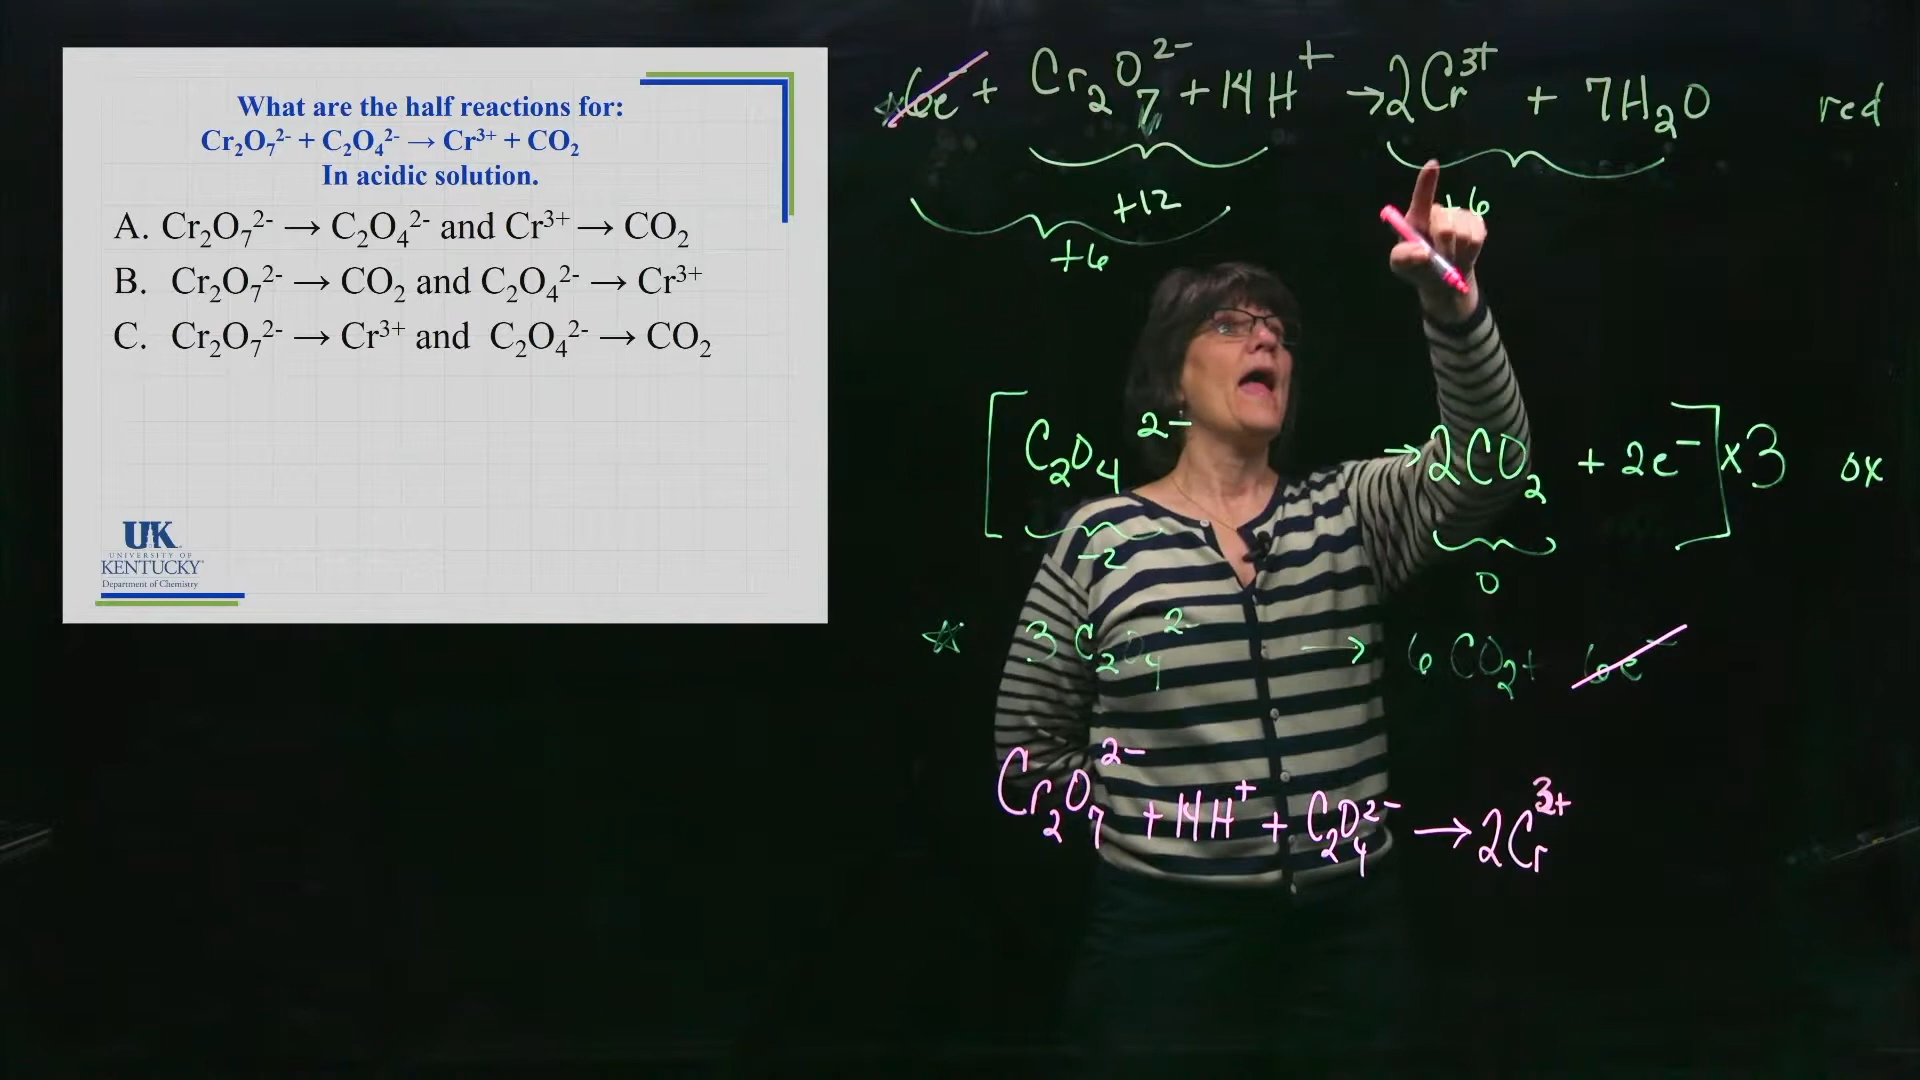 What are the half reactions for:
Cr₂O₇²⁻ + C₂O₄²⁻ → Cr³⁺ + CO₂
In acidic solution.
A. Cr₂O₇²⁻ → C₂O₄²⁻ and Cr³⁺ → CO₂
B. Cr₂O₇²⁻ → CO₂ and C₂O₄²⁻ → Cr³⁺
C. Cr₂O₇²⁻ → Cr³⁺ and C₂O₄²⁻ → CO₂
UK
UNIVERSITY OF
KENTUCKY
Department of Chemistry
☆ 6e⁻ + Cr₂O₇²⁻ + 14H⁺ → 2Cr³⁺ + 7H₂O red
+12 +6
+6
[C₂O₄²⁻ → 2CO₂ + 2e⁻] x3 ox
-2 0
☆ 3C₂O₄²⁻ → 6CO₂ + 6e⁻
Cr₂O₇²⁻ + 14H⁺ + C₂O₄²⁻ → 2Cr³⁺